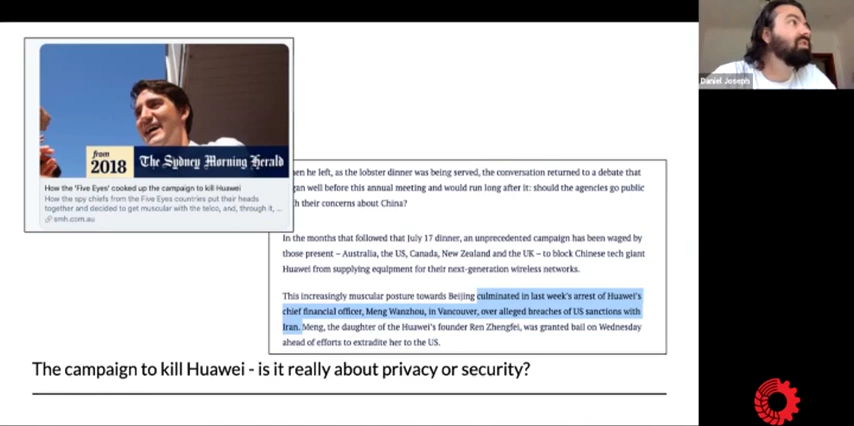 Daniel Joseph
from
2018
The Sydney Morning Herald
How the 'Five Eyes' cooked up the campaign to kill Huawei
How the spy chiefs from the Five Eyes countries put their heads
together and decided to get muscular with the telco, and, through it, ...
smh.com.au
en he left, as the lobster dinner was being served, the conversation returned to a debate that
gan well before this annual meeting and would run long after it: should the agencies go public
h their concerns about China?
In the months that followed that July 17 dinner, an unprecedented campaign has been waged by
those present – Australia, the US, Canada, New Zealand and the UK – to block Chinese tech giant
Huawei from supplying equipment for their next-generation wireless networks.
This increasingly muscular posture towards Beijing culminated in last week's arrest of Huawei's
chief financial officer, Meng Wanzhou, in Vancouver, over alleged breaches of US sanctions with
Iran. Meng, the daughter of the Huawei's founder Ren Zhengfei, was granted bail on Wednesday
ahead of efforts to extradite her to the US.
The campaign to kill Huawei - is it really about privacy or security?